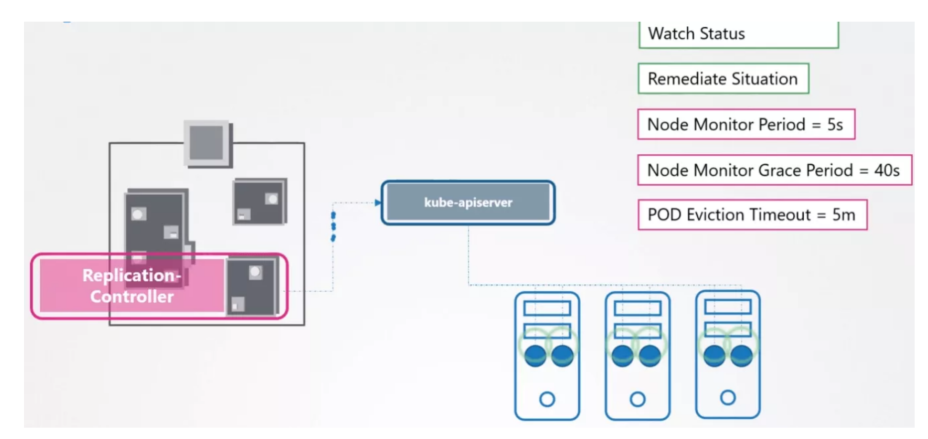 Watch Status
Remediate Situation
Node Monitor Period = 5s
Node Monitor Grace Period = 40s
POD Eviction Timeout = 5m
kube-apiserver
Replication-
Controller